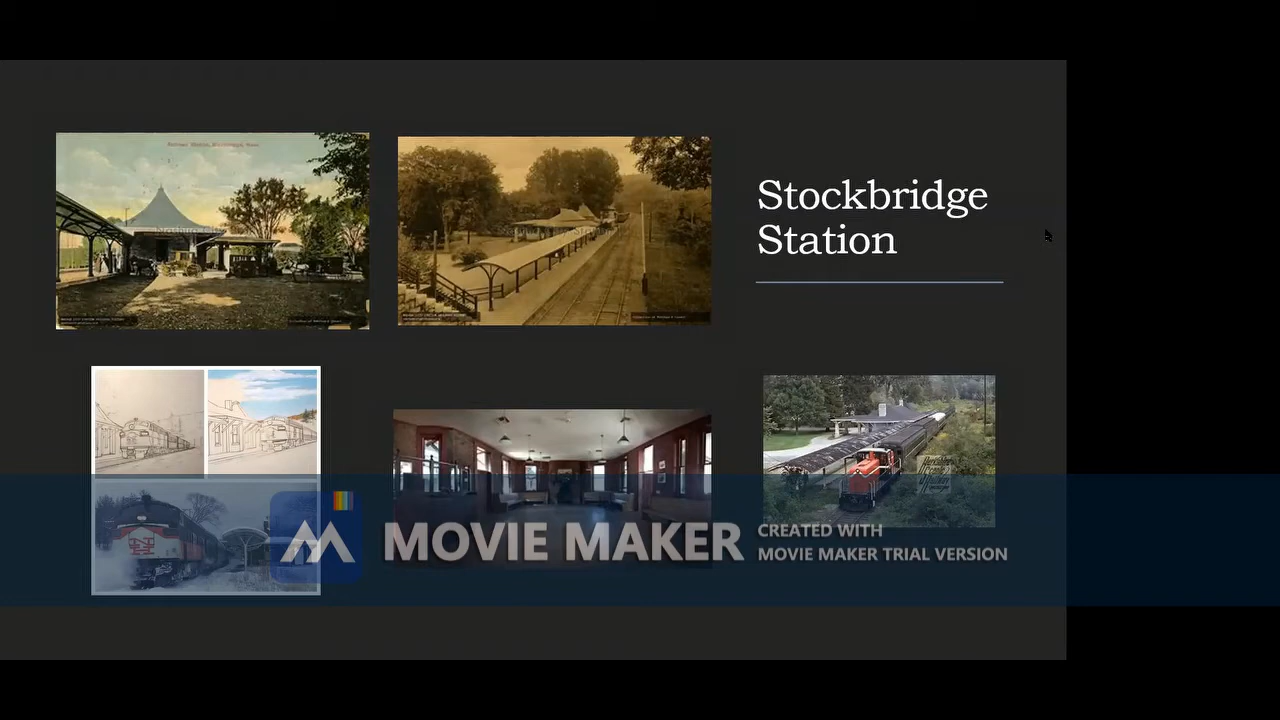 Stockbridge
Station
MOVIE MAKER
CREATED WITH
MOVIE MAKER TRIAL VERSION